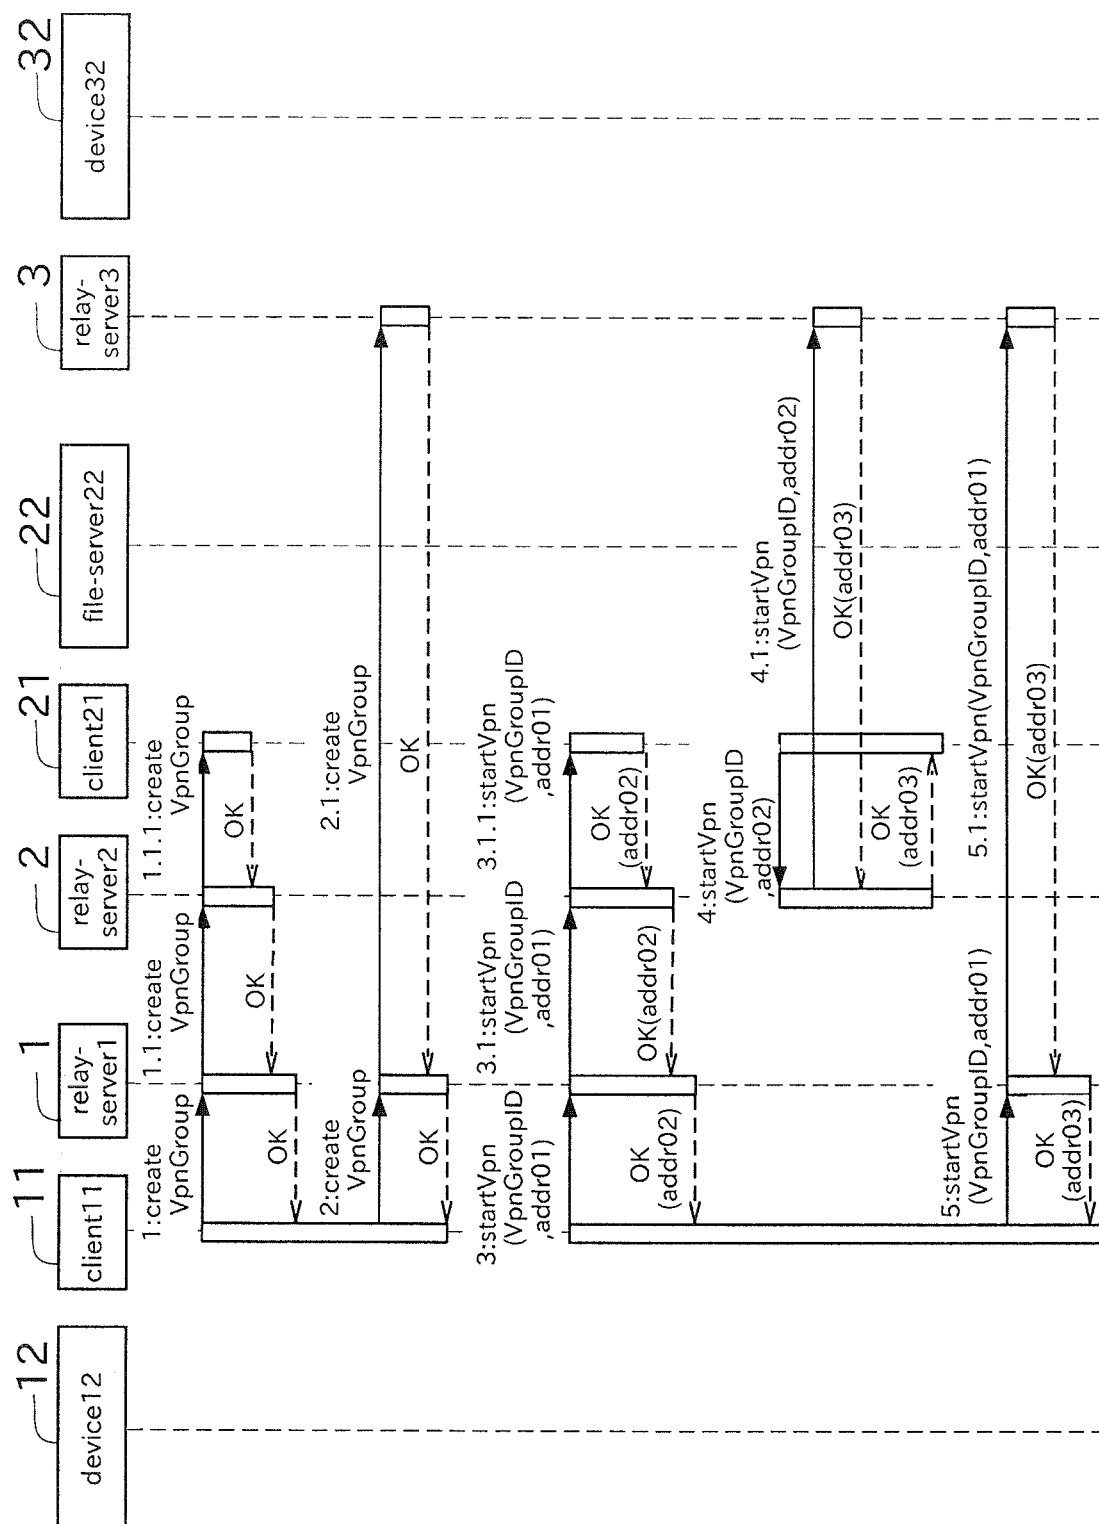 12
11
1
2
21
22
3
32
device12
client11
relay-
server1
relay-
server2
client21
file-server22
relay-
server3
device32
1:create
VpnGroup
1.1:create
VpnGroup
1.1.1:create
VpnGroup
OK
OK
OK
2:create
VpnGroup
2.1:create
VpnGroup
OK
OK
3:startVpn
(VpnGroupID
,addr01)
3.1:startVpn
(VpnGroupID
,addr01)
3.1.1:startVpn
(VpnGroupID
,addr01)
OK
(addr02)
OK(addr02)
OK
(addr02)
4:startVpn
(VpnGroupID
,addr02)
4.1:startVpn
(VpnGroupID,addr02)
OK(addr03)
OK
(addr03)
5:startVpn
(VpnGroupID,addr01)
5.1:startVpn(VpnGroupID,addr01)
OK(addr03)
OK
(addr03)